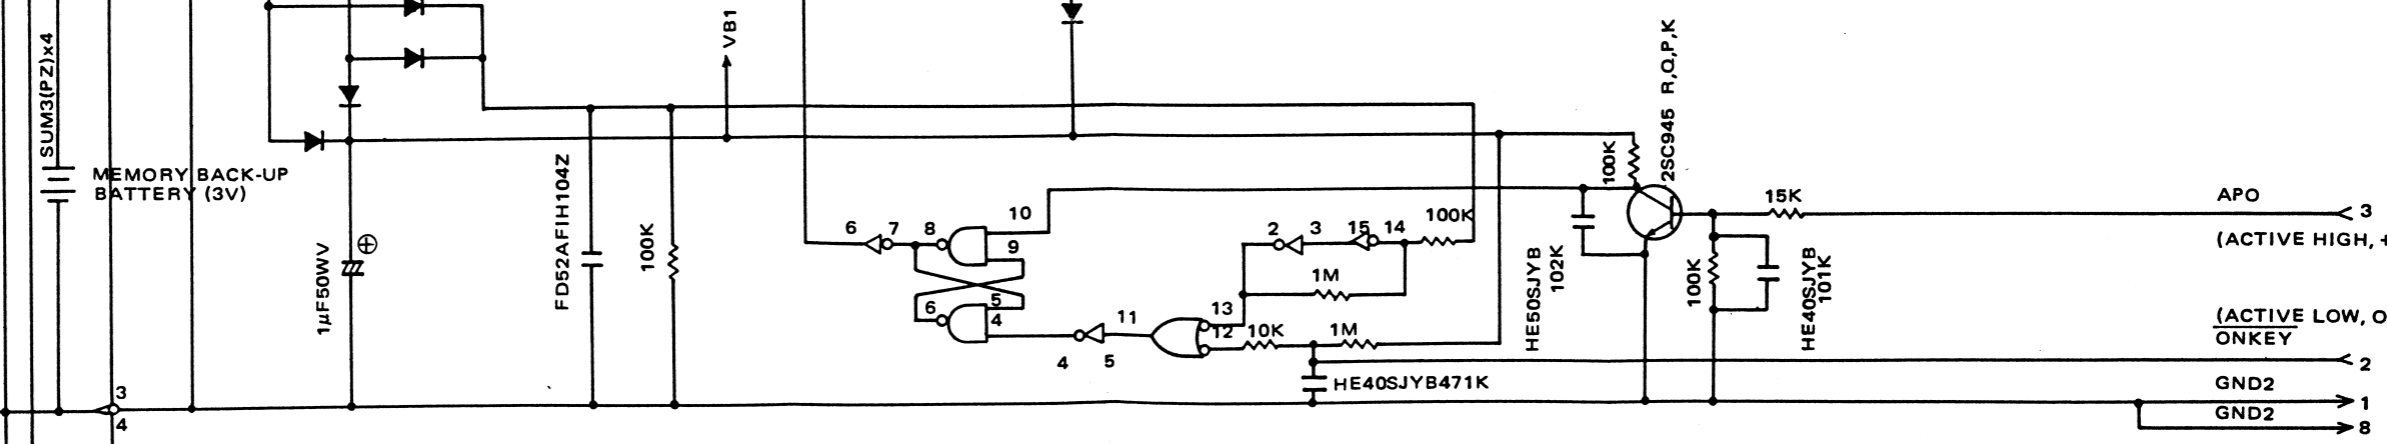 SUM3(PZ)x4
MEMORY BACK-UP
BATTERY (3V)
3
4
1μF50WV
⊕
FD52AFIH104Z
100K
VB1
6
7
8
10
9
6
5
4
4
5
11
13
12
2
3
15
14
100K
1M
10K
1M
HE40SJYB471K
HE50SJYB
102K
100K
2SC945 R,Q,P,K
15K
100K
HE40SJYB
101K
APO
3
(ACTIVE HIGH, +
(ACTIVE LOW, O
ONKEY
2
GND2
1
GND2
8